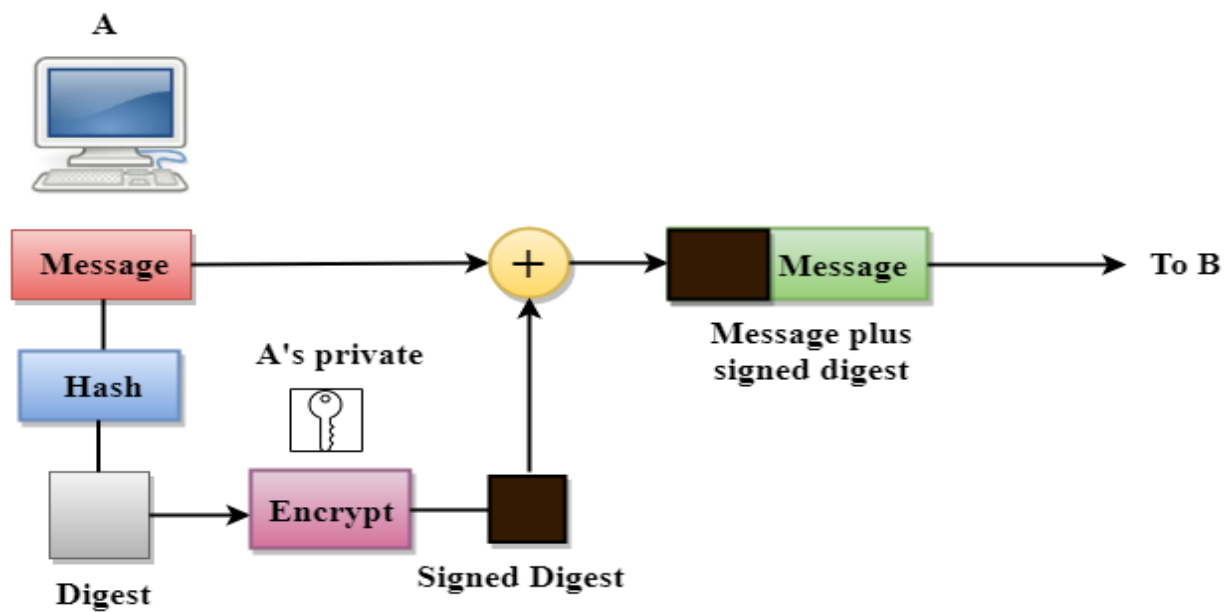 A
Message
+
Message
To B
Message plus
signed digest
Hash
A's private
Encrypt
Signed Digest
Digest